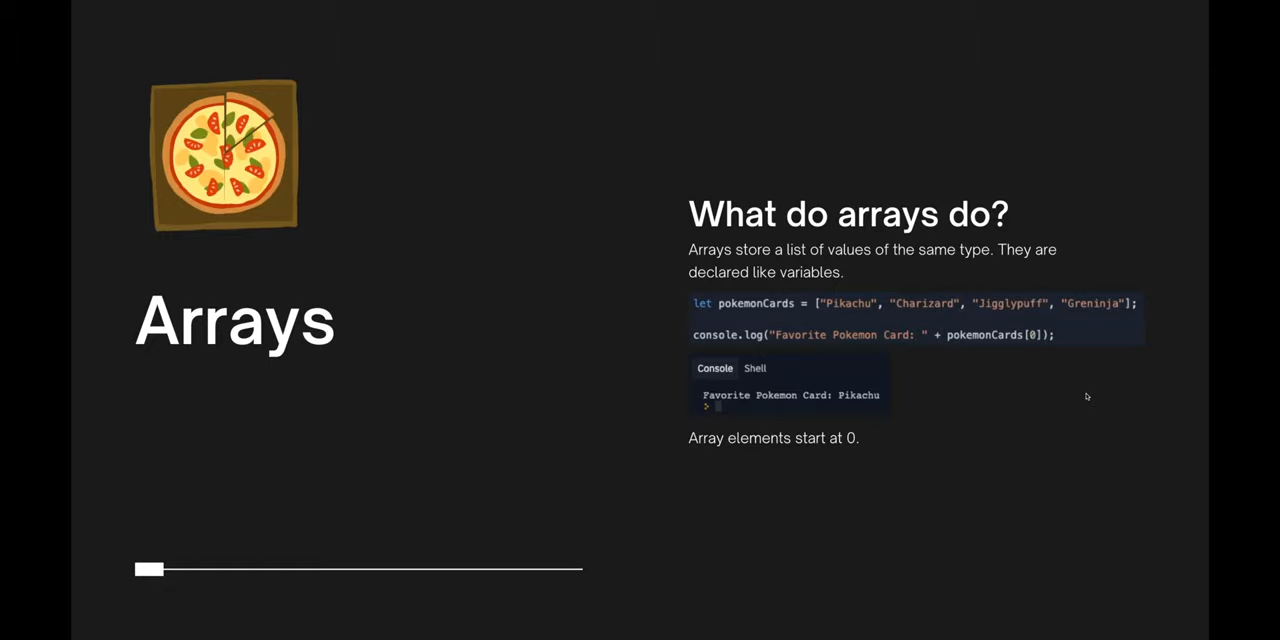 Arrays
What do arrays do?
Arrays store a list of values of the same type. They are
declared like variables.
let pokemonCards = ["Pikachu", "Charizard", "Jigglypuff", "Greninja"];
console.log("Favorite Pokemon Card: " + pokemonCards[0]);
Console Shell
Favorite Pokemon Card: Pikachu
>
Array elements start at 0.